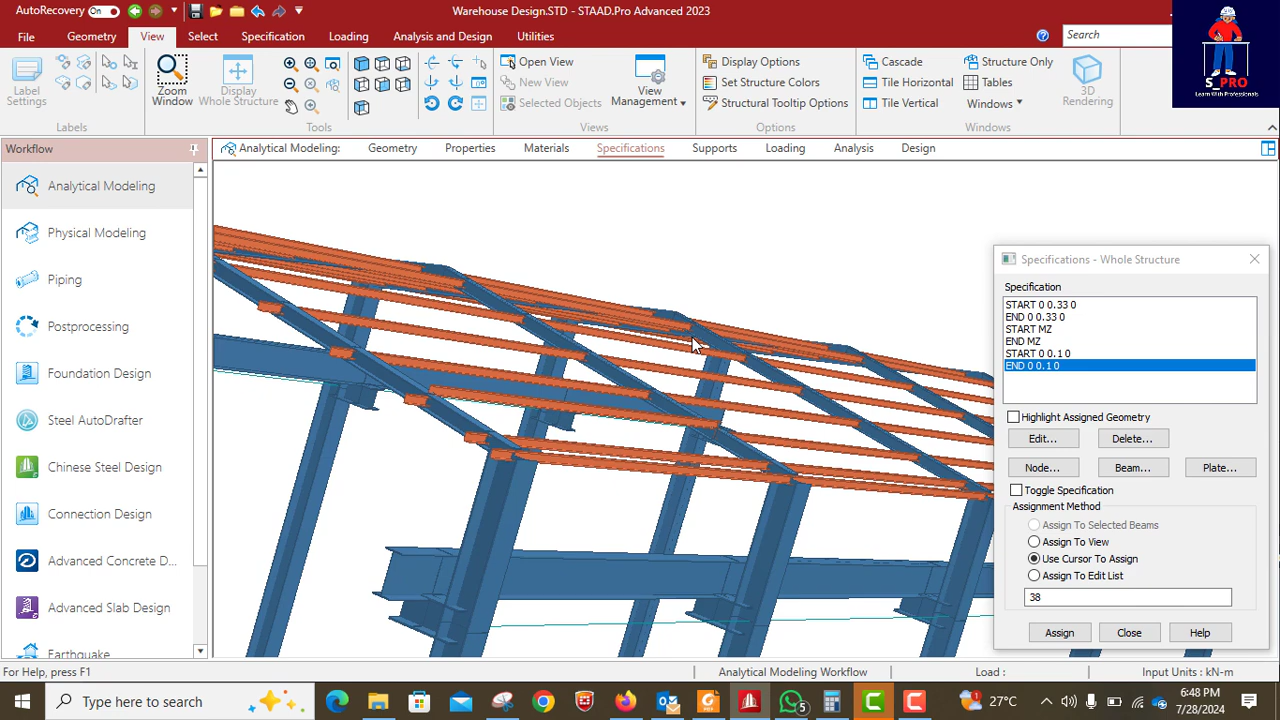 AutoRecovery On
Warehouse Design.STD - STAAD.Pro Advanced 2023
File
Geometry
View
Select
Specification
Loading
Analysis and Design
Utilities
Search
S_PRO
Learn With Professionals
Label
Settings
Labels
Zoom
Window
Display
Whole Structure
Tools
Open View
New View
Selected Objects
View
Management
Views
Display Options
Set Structure Colors
Structural Tooltip Options
Options
Cascade
Tile Horizontal
Tile Vertical
Structure Only
Tables
Windows
Windows
3D
Rendering
Workflow
Analytical Modeling:
Geometry
Properties
Materials
Specifications
Supports
Loading
Analysis
Design
Analytical Modeling
Physical Modeling
Piping
Postprocessing
Foundation Design
Steel AutoDrafter
Chinese Steel Design
Connection Design
Advanced Concrete D...
Advanced Slab Design
Earthquake
Specifications - Whole Structure
Specification
START 0 0.33 0
END 0 0.33 0
START MZ
END MZ
START 0 0.1 0
END 0 0.1 0
Highlight Assigned Geometry
Edit...
Delete...
Node...
Beam...
Plate...
Toggle Specification
Assignment Method
Assign To Selected Beams
Assign To View
Use Cursor To Assign
Assign To Edit List
38
Assign
Close
Help
For Help, press F1
Analytical Modeling Workflow
Load :
Input Units : kN-m
Type here to search
5
27°C
6:48 PM
7/28/2024